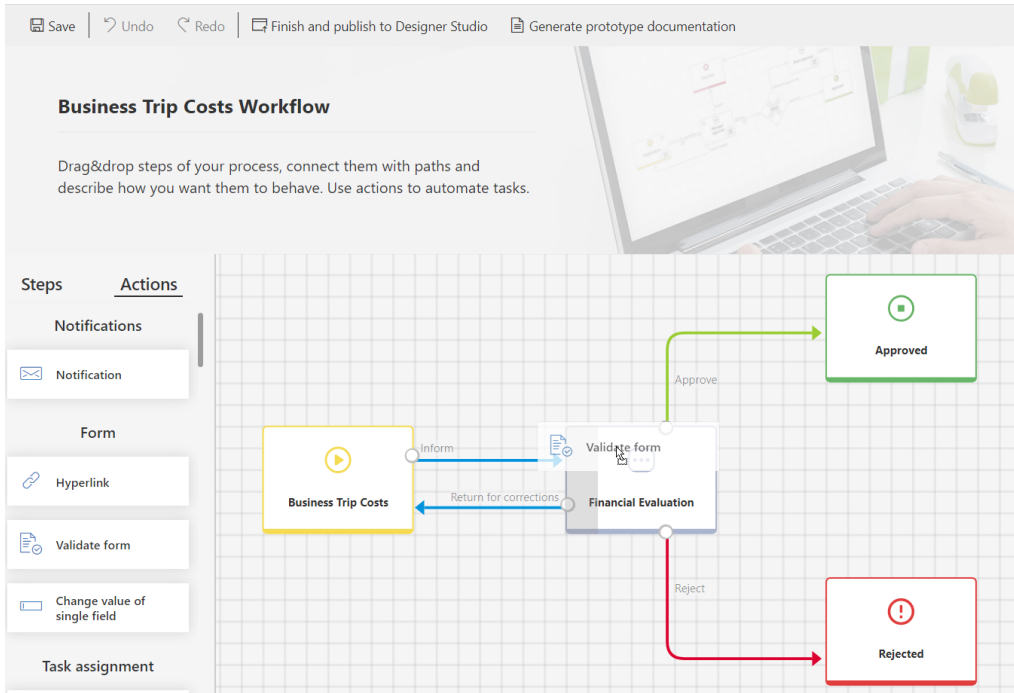 Save
Undo
Redo
Finish and publish to Designer Studio
Generate prototype documentation
Business Trip Costs Workflow
Drag&drop steps of your process, connect them with paths and
describe how you want them to behave. Use actions to automate tasks.
Steps
Actions
Notifications
Notification
Form
Hyperlink
Validate form
Change value of
single field
Task assignment
Approved
Approve
Inform
Validate form
Business Trip Costs
Return for corrections
Financial Evaluation
Reject
Rejected